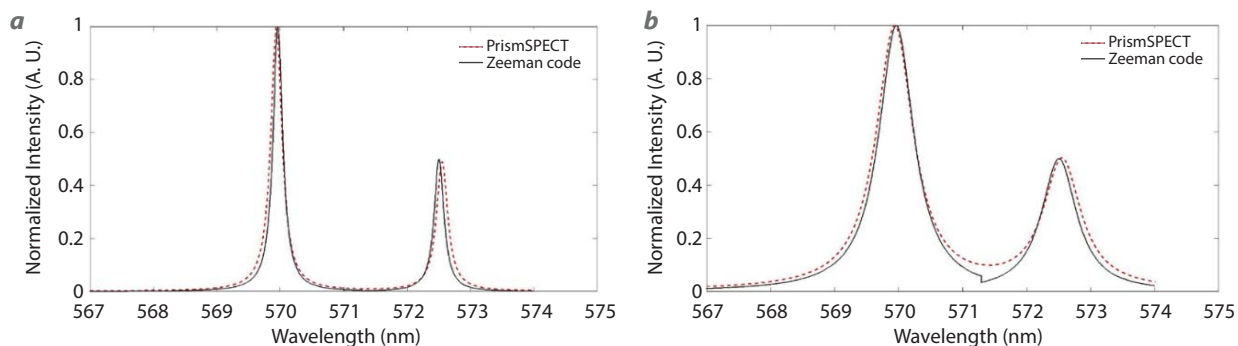 a
Normalized Intensity (A. U.)
1
0.8
0.6
0.4
0.2
0
PrismSPECT
Zeeman code
567 568 569 570 571 572 573 574 575
Wavelength (nm)
b
Normalized Intensity (A. U.)
1
0.8
0.6
0.4
0.2
0
PrismSPECT
Zeeman code
567 568 569 570 571 572 573 574 575
Wavelength (nm)